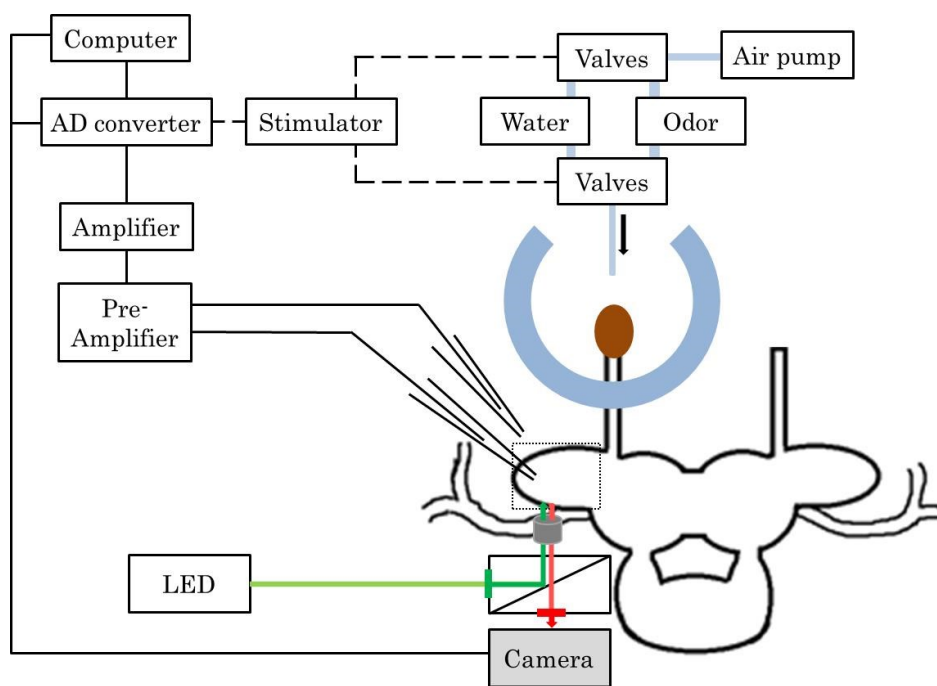 Computer
Valves
Air pump
AD converter
Stimulator
Water
Odor
Valves
Amplifier
Pre-
Amplifier
LED
Camera